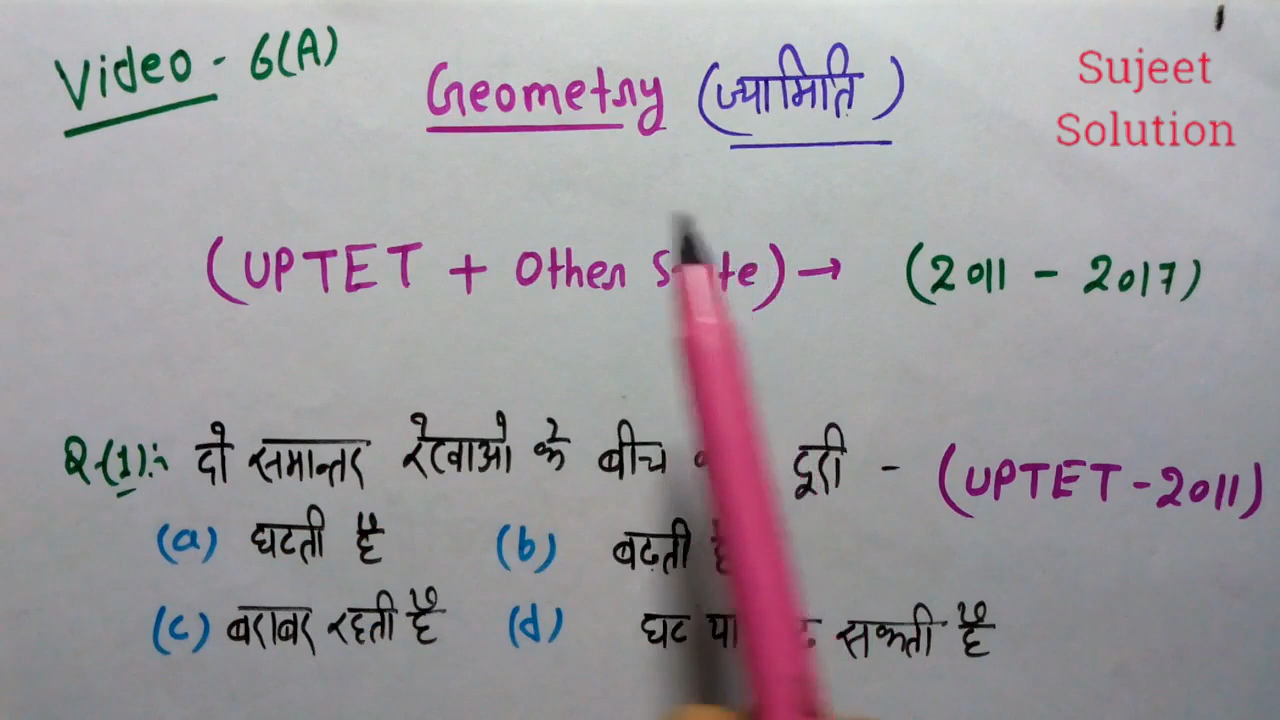 Video - 6(A)
Geometry (ज्यामिति)
Sujeet
Solution
(UPTET + Other State) → (2011 - 2017)
Q.(1):- दो समान्तर रेखाओ के बीच दूरी - (UPTET - 2011)
(a) घटती है (b) बढ़ती है
(c) बराबर रहती है (d) घट या सकती है